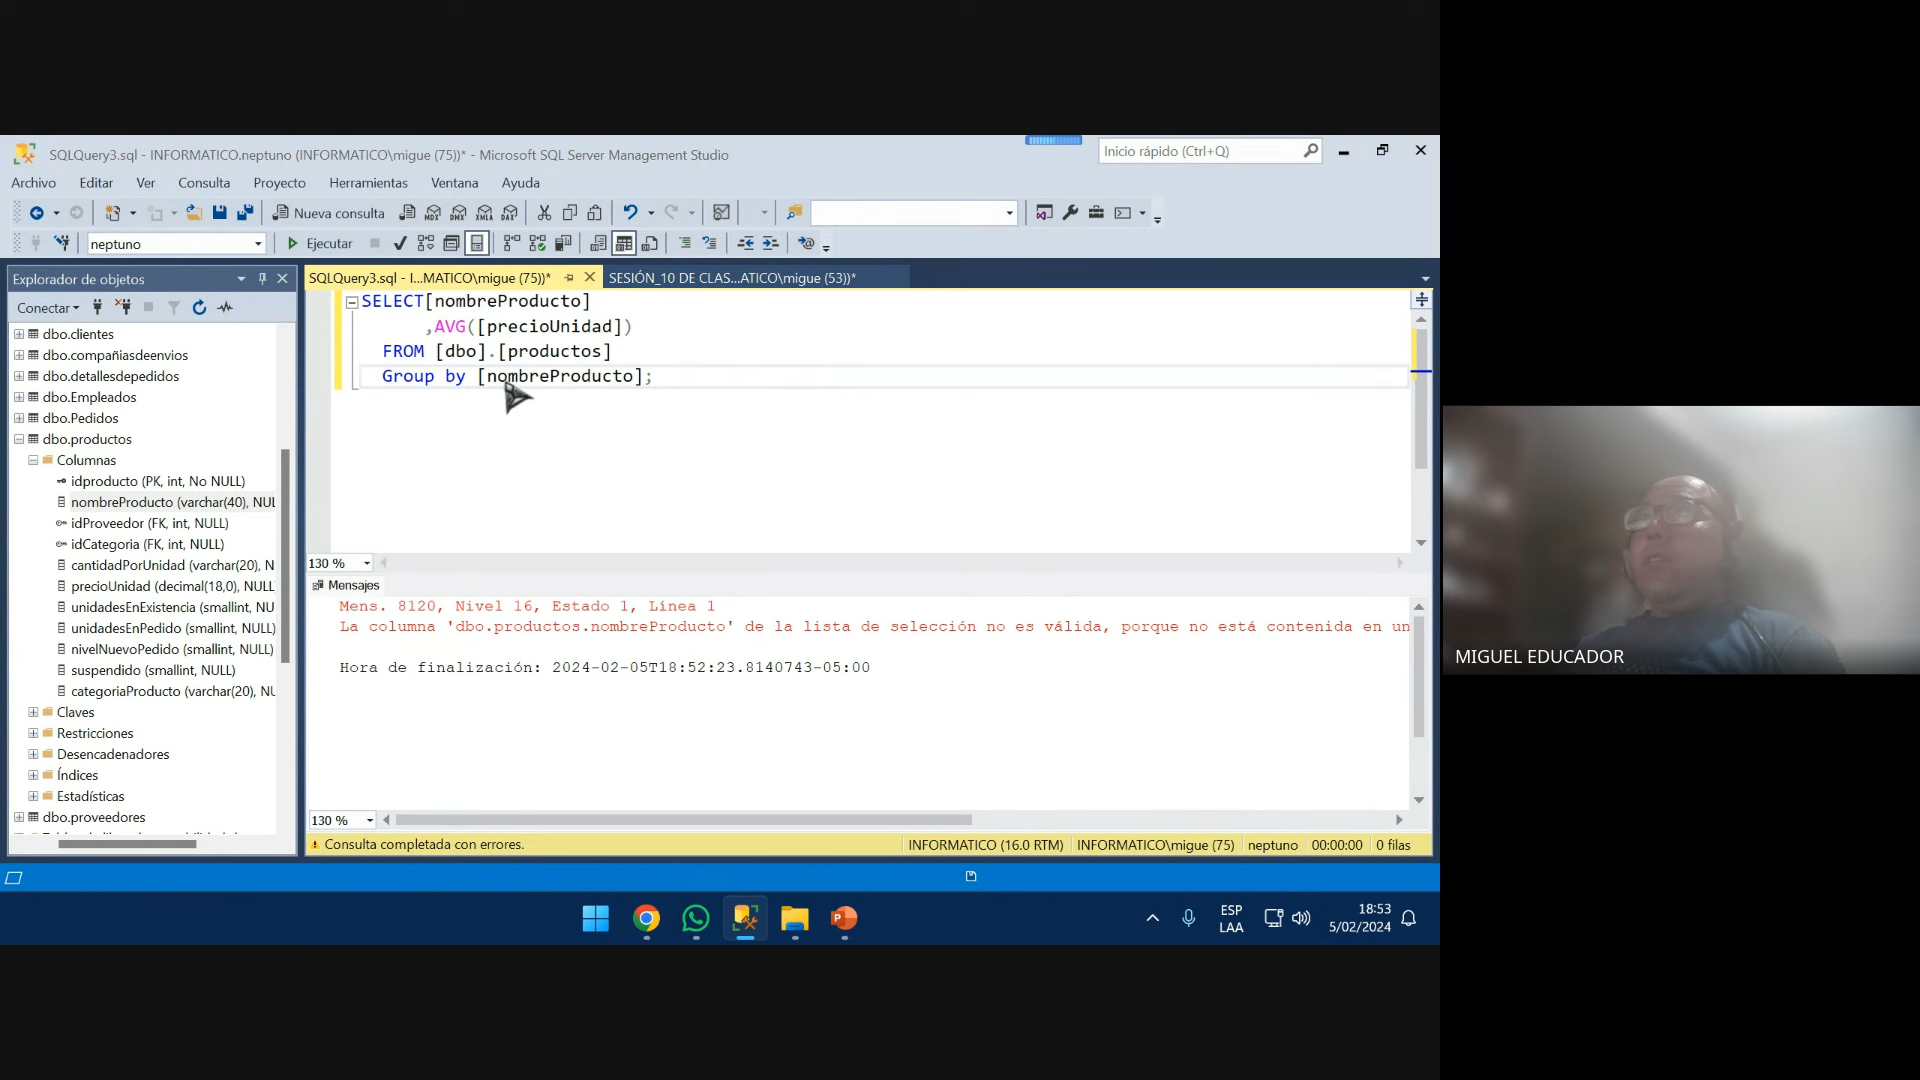 SQLQuery3.sql - INFORMATICO.neptuno (INFORMATICO\migue (75))* - Microsoft SQL Server Management Studio
Inicio rápido (Ctrl+Q)
Archivo Editar Ver Consulta Proyecto Herramientas Ventana Ayuda
Nueva consulta MDX DMX XMLA DAX
neptuno Ejecutar
Explorador de objetos
SQLQuery3.sql - I...MATICO\migue (75))* SESIÓN_10 DE CLAS...ATICO\migue (53))*
Conectar
dbo.clientes
dbo.compañiasdeenvios
dbo.detallesdepedidos
dbo.Empleados
dbo.Pedidos
dbo.productos
Columnas
idproducto (PK, int, No NULL)
nombreProducto (varchar(40), NUL
idProveedor (FK, int, NULL)
idCategoria (FK, int, NULL)
cantidadPorUnidad (varchar(20), N
precioUnidad (decimal(18,0), NULL
unidadesEnExistencia (smallint, NU
unidadesEnPedido (smallint, NULL)
nivelNuevoPedido (smallint, NULL)
suspendido (smallint, NULL)
categoriaProducto (varchar(20), NU
Claves
Restricciones
Desencadenadores
Índices
Estadísticas
dbo.proveedores
SELECT[nombreProducto]
,AVG([precioUnidad])
FROM [dbo].[productos]
Group by [nombreProducto];
130 %
Mensajes
Mens. 8120, Nivel 16, Estado 1, Línea 1
La columna 'dbo.productos.nombreProducto' de la lista de selección no es válida, porque no está contenida en un
Hora de finalización: 2024-02-05T18:52:23.8140743-05:00
130 %
Consulta completada con errores. INFORMATICO (16.0 RTM) INFORMATICO\migue (75) neptuno 00:00:00 0 filas
ESP
LAA
18:53
5/02/2024
MIGUEL EDUCADOR